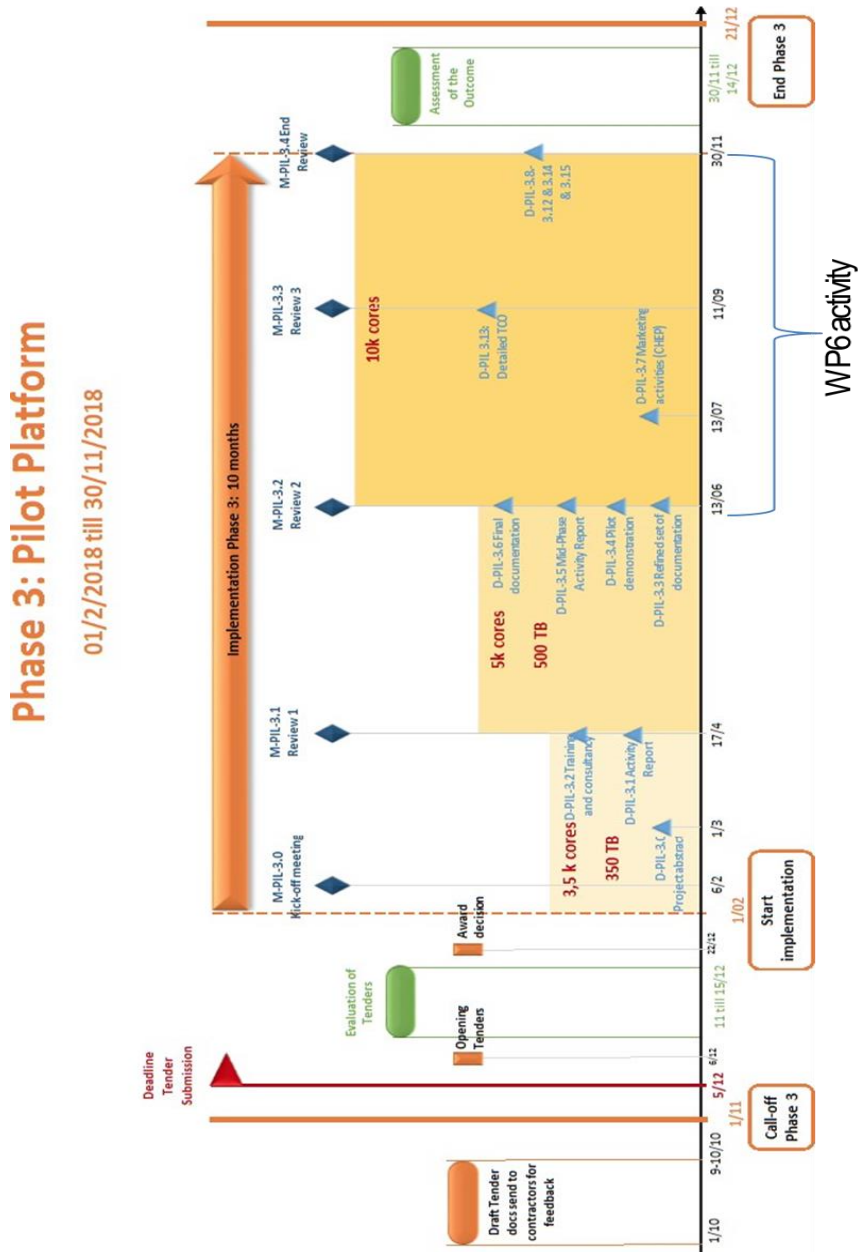 Phase 3: Pilot Platform
01/2/2018 till 30/11/2018
Implementation Phase 3: 10 months
Deadline
Tender
Submission
M-PIL-3.0
Kick-off meeting
M-PIL-3.1
Review 1
M-PIL-3.2
Review 2
M-PIL-3.3
Review 3
M-PIL-3.4 End
Review
Draft Tender
docs send to
contractors for
feedback
Opening
Tenders
Evaluation of
Tenders
Award
decision
3,5 k cores
350 TB
D-PIL-3.0
Project abstract
D-PIL-3.2 Training
and consultancy
D-PIL-3.1 Activity
Report
5k cores
500 TB
D-PIL-3.6 Final
documentation
D-PIL-3.5 Mid-Phase
Activity Report
D-PIL-3.4 Pilot
demonstration
D-PIL-3.3 Refined set of
documentation
10k cores
D-PIL 3.13:
Detailed TCO
D-PIL-3.7 Marketing
activities (CHEP)
D-PIL-3.8-
3.12 & 3.14
& 3.15
Assessment
of the
Outcome
1/10
9-10/10
1/11
5/12
6/12
11 till 15/12
22/12
1/02
6/2
1/3
17/4
13/06
13/07
11/09
30/11
30/11 till
14/12
21/12
Call-off
Phase 3
Start
implementation
End Phase 3
WP6 activity